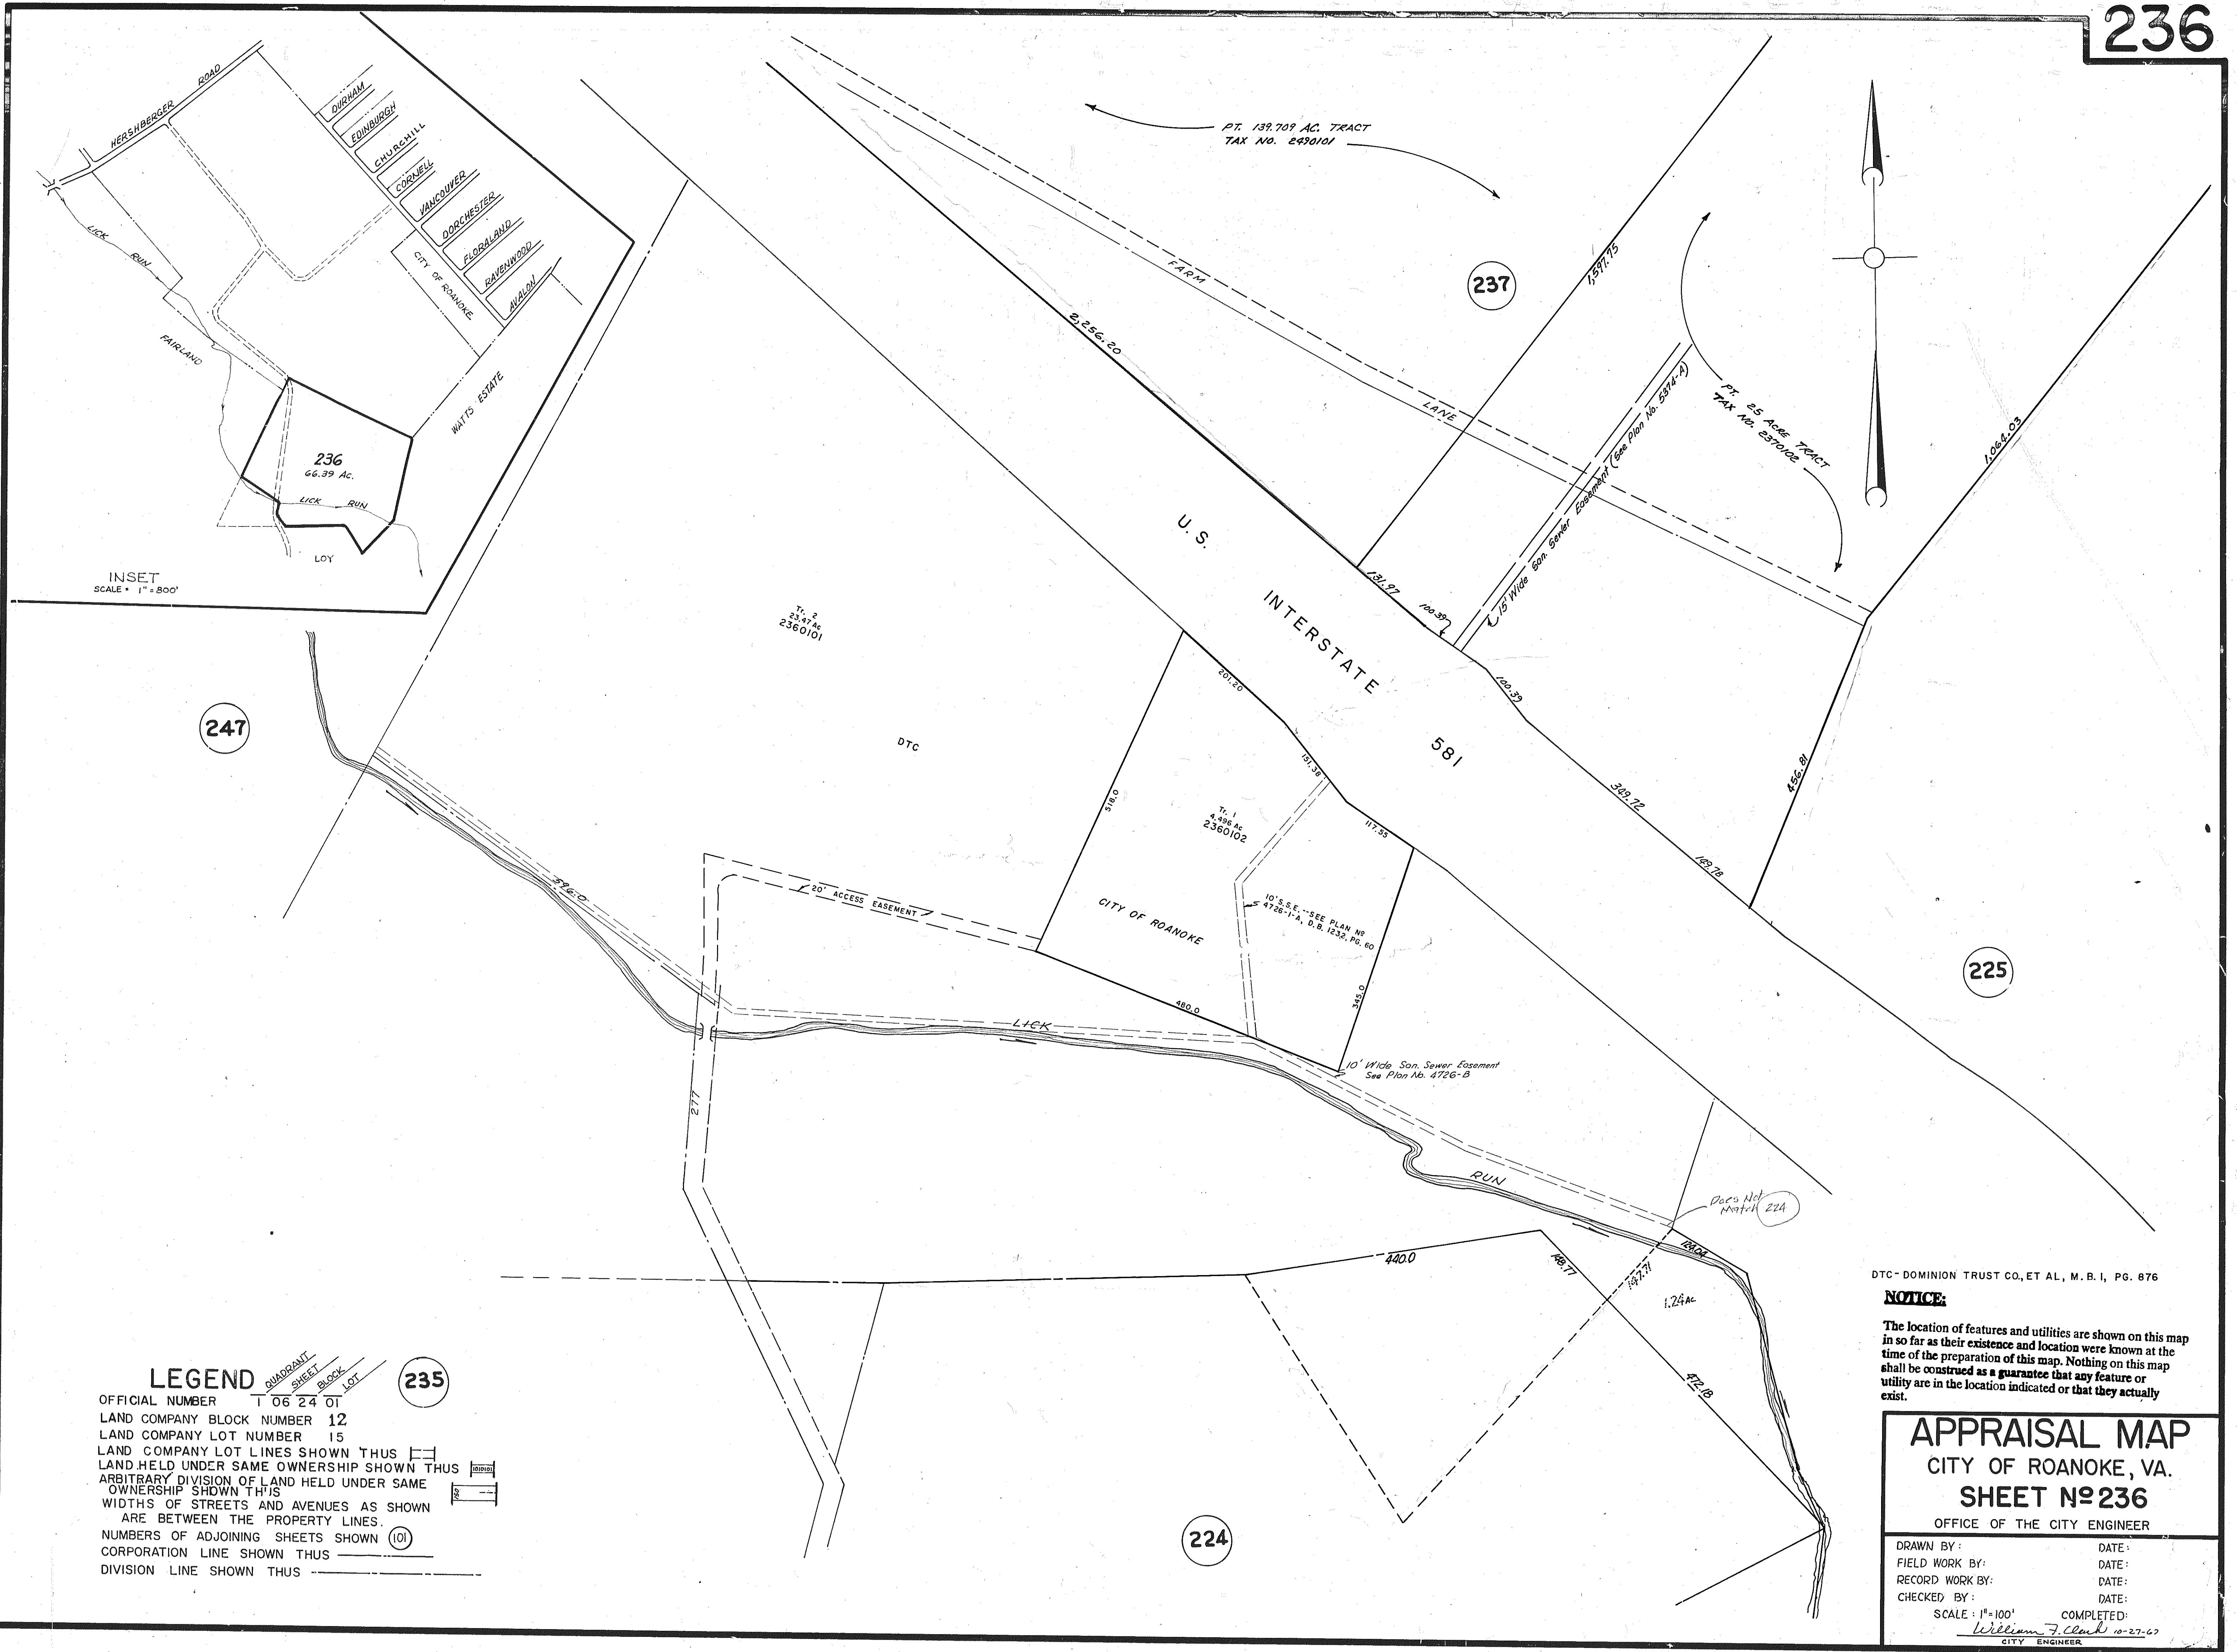 236
HERSHBERGER ROAD
DURHAM
EDINBURGH
CHURCHILL
CORNELL
VANCOUVER
DORCHESTER
FLORALAND
RAVENWOOD
AVALON
CITY OF ROANOKE
LICK RUN
FAIRLAND
WATTS ESTATE
236
66.39 AC.
LICK RUN
LOY
INSET
SCALE • 1" = 800'
PT. 139.709 AC. TRACT
TAX NO. 2490101
237
FARM LANE
2,256.20
1,597.75
15' Wide San. Sewer Easement (See Plan No. 5374-A)
PT. 25 ACRE TRACT
TAX NO. 2370102
1,064.03
U. S. INTERSTATE 581
131.97
100.39
100.39
349.72
149.78
456.81
225
247
Tr. 2
23.47 Ac
2360101
DTC
201.20
151.38
117.55
518.0
Tr. 1
4.496 Ac
2360102
CITY OF ROANOKE
10' S.S.E.--SEE PLAN Nº
4726-1-A, D.B. 1232, PG. 60
345.0
480.0
20' ACCESS EASEMENT
596.0
LICK
10' Wide San. Sewer Easement
See Plan No. 4726-B
277
RUN
Does Not
Match 224
124.04
440.0
148.77
147.71
1.24 AC
472.18
224
DTC-DOMINION TRUST CO., ET AL, M. B. 1, PG. 876
NOTICE:
The location of features and utilities are shown on this map
in so far as their existence and location were known at the
time of the preparation of this map. Nothing on this map
shall be construed as a guarantee that any feature or
utility are in the location indicated or that they actually
exist.
LEGEND
QUADRANT
SHEET
BLOCK
LOT
235
OFFICIAL NUMBER 1 06 24 01
LAND COMPANY BLOCK NUMBER 12
LAND COMPANY LOT NUMBER 15
LAND COMPANY LOT LINES SHOWN THUS
LAND HELD UNDER SAME OWNERSHIP SHOWN THUS 1010101
ARBITRARY DIVISION OF LAND HELD UNDER SAME
OWNERSHIP SHOWN THUS 150
WIDTHS OF STREETS AND AVENUES AS SHOWN
ARE BETWEEN THE PROPERTY LINES.
NUMBERS OF ADJOINING SHEETS SHOWN 101
CORPORATION LINE SHOWN THUS
DIVISION LINE SHOWN THUS
APPRAISAL MAP
CITY OF ROANOKE, VA.
SHEET Nº 236
OFFICE OF THE CITY ENGINEER
DRAWN BY: DATE:
FIELD WORK BY: DATE:
RECORD WORK BY: DATE:
CHECKED BY: DATE:
SCALE: 1"=100' COMPLETED:
William F. Clark 10-27-67
CITY ENGINEER